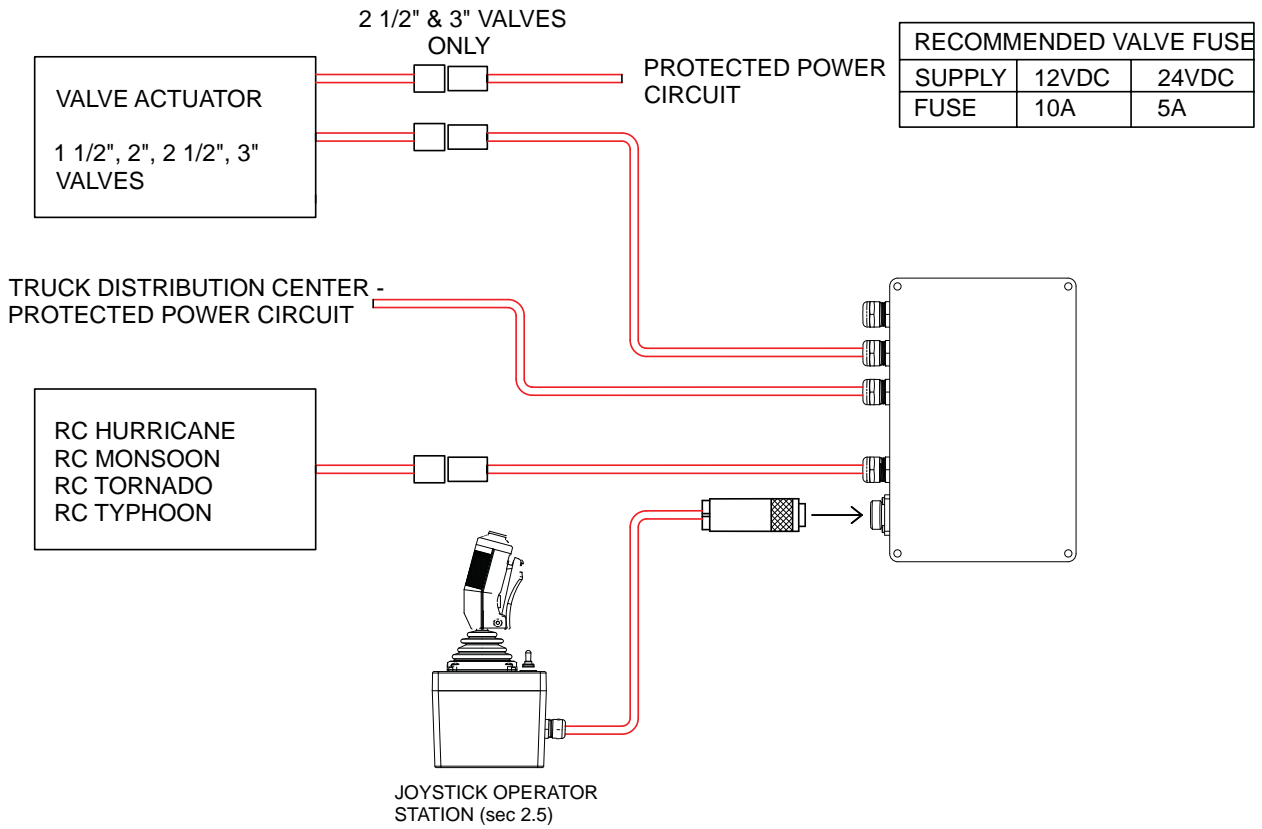 2 1/2" & 3" VALVES
ONLY
RECOMMENDED VALVE FUSE
SUPPLY 12VDC 24VDC
FUSE 10A 5A
PROTECTED POWER
CIRCUIT
VALVE ACTUATOR
1 1/2", 2", 2 1/2", 3"
VALVES
TRUCK DISTRIBUTION CENTER -
PROTECTED POWER CIRCUIT
RC HURRICANE
RC MONSOON
RC TORNADO
RC TYPHOON
JOYSTICK OPERATOR
STATION (sec 2.5)